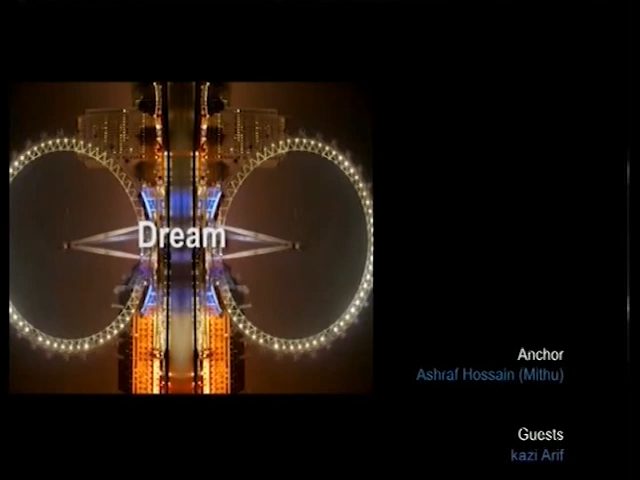 Dream
Anchor
Ashraf Hossain (Mithu)
Guests
kazi Arif